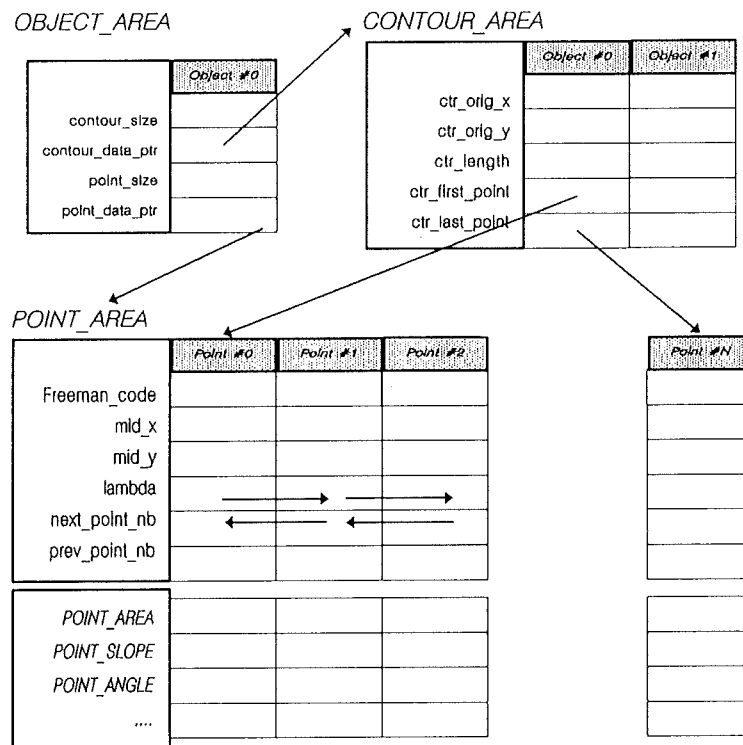 OBJECT_AREA
CONTOUR_AREA
Object #0
contour_size
contour_data_ptr
point_size
point_data_ptr
Object #0 Object #1
ctr_orig_x
ctr_orig_y
ctr_length
ctr_first_point
ctr_last_point
POINT_AREA
Point #0 Point #1 Point #2 Point #N
Freeman_code
mid_x
mid_y
lambda
next_point_nb
prev_point_nb
POINT_AREA
POINT_SLOPE
POINT_ANGLE
....